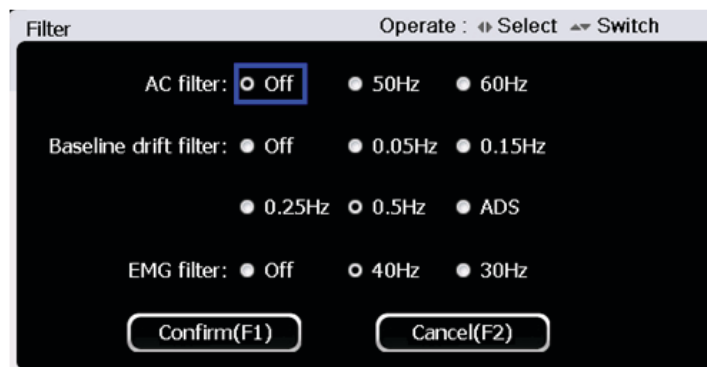 Filter Operate : Select Switch
AC filter: Off 50Hz 60Hz
Baseline drift filter: Off 0.05Hz 0.15Hz
0.25Hz 0.5Hz ADS
EMG filter: Off 40Hz 30Hz
Confirm(F1) Cancel(F2)